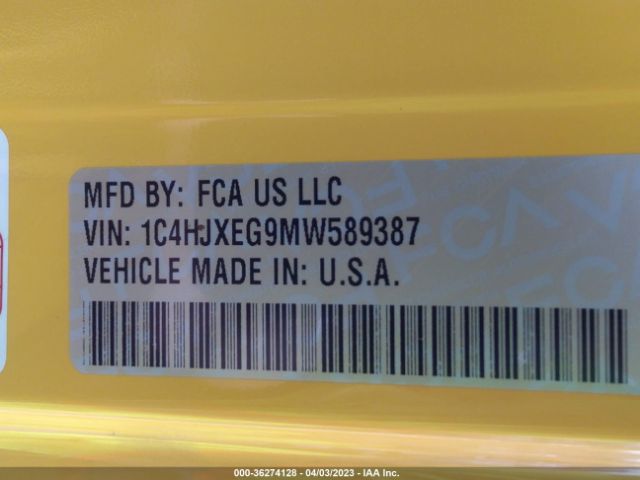 MFD BY: FCA US LLC
VIN: 1C4HJXEG9MW589387
VEHICLE MADE IN: U.S.A.
000-36274128 - 04/03/2023 - IAA Inc.